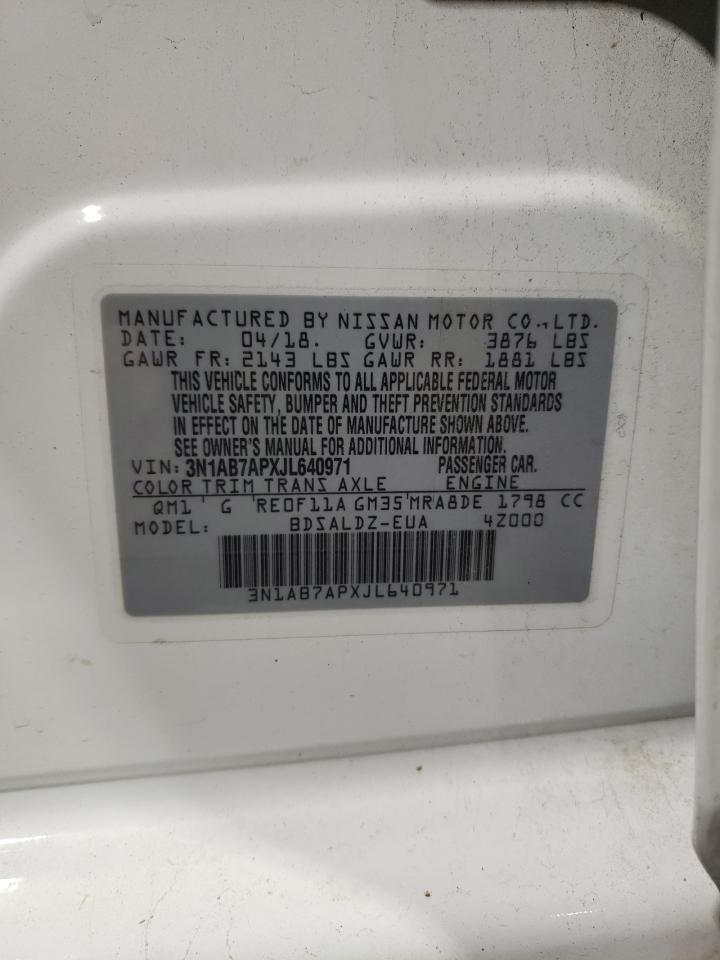 MANUFACTURED BY NISSAN MOTOR CO., LTD.
DATE: 04/18. GVWR: 3876 LBS
GAWR FR: 2143 LBS GAWR RR: 1881 LBS
THIS VEHICLE CONFORMS TO ALL APPLICABLE FEDERAL MOTOR
VEHICLE SAFETY, BUMPER AND THEFT PREVENTION STANDARDS
IN EFFECT ON THE DATE OF MANUFACTURE SHOWN ABOVE.
SEE OWNER'S MANUAL FOR ADDITIONAL INFORMATION.
VIN: 3N1AB7APXJL640971 PASSENGER CAR.
COLOR TRIM TRANS AXLE ENGINE
QM1 G RE0F11A GM35 MRA8DE 1798 CC
MODEL: BDSALDZ-EUA 4Z000
3N1AB7APXJL640971